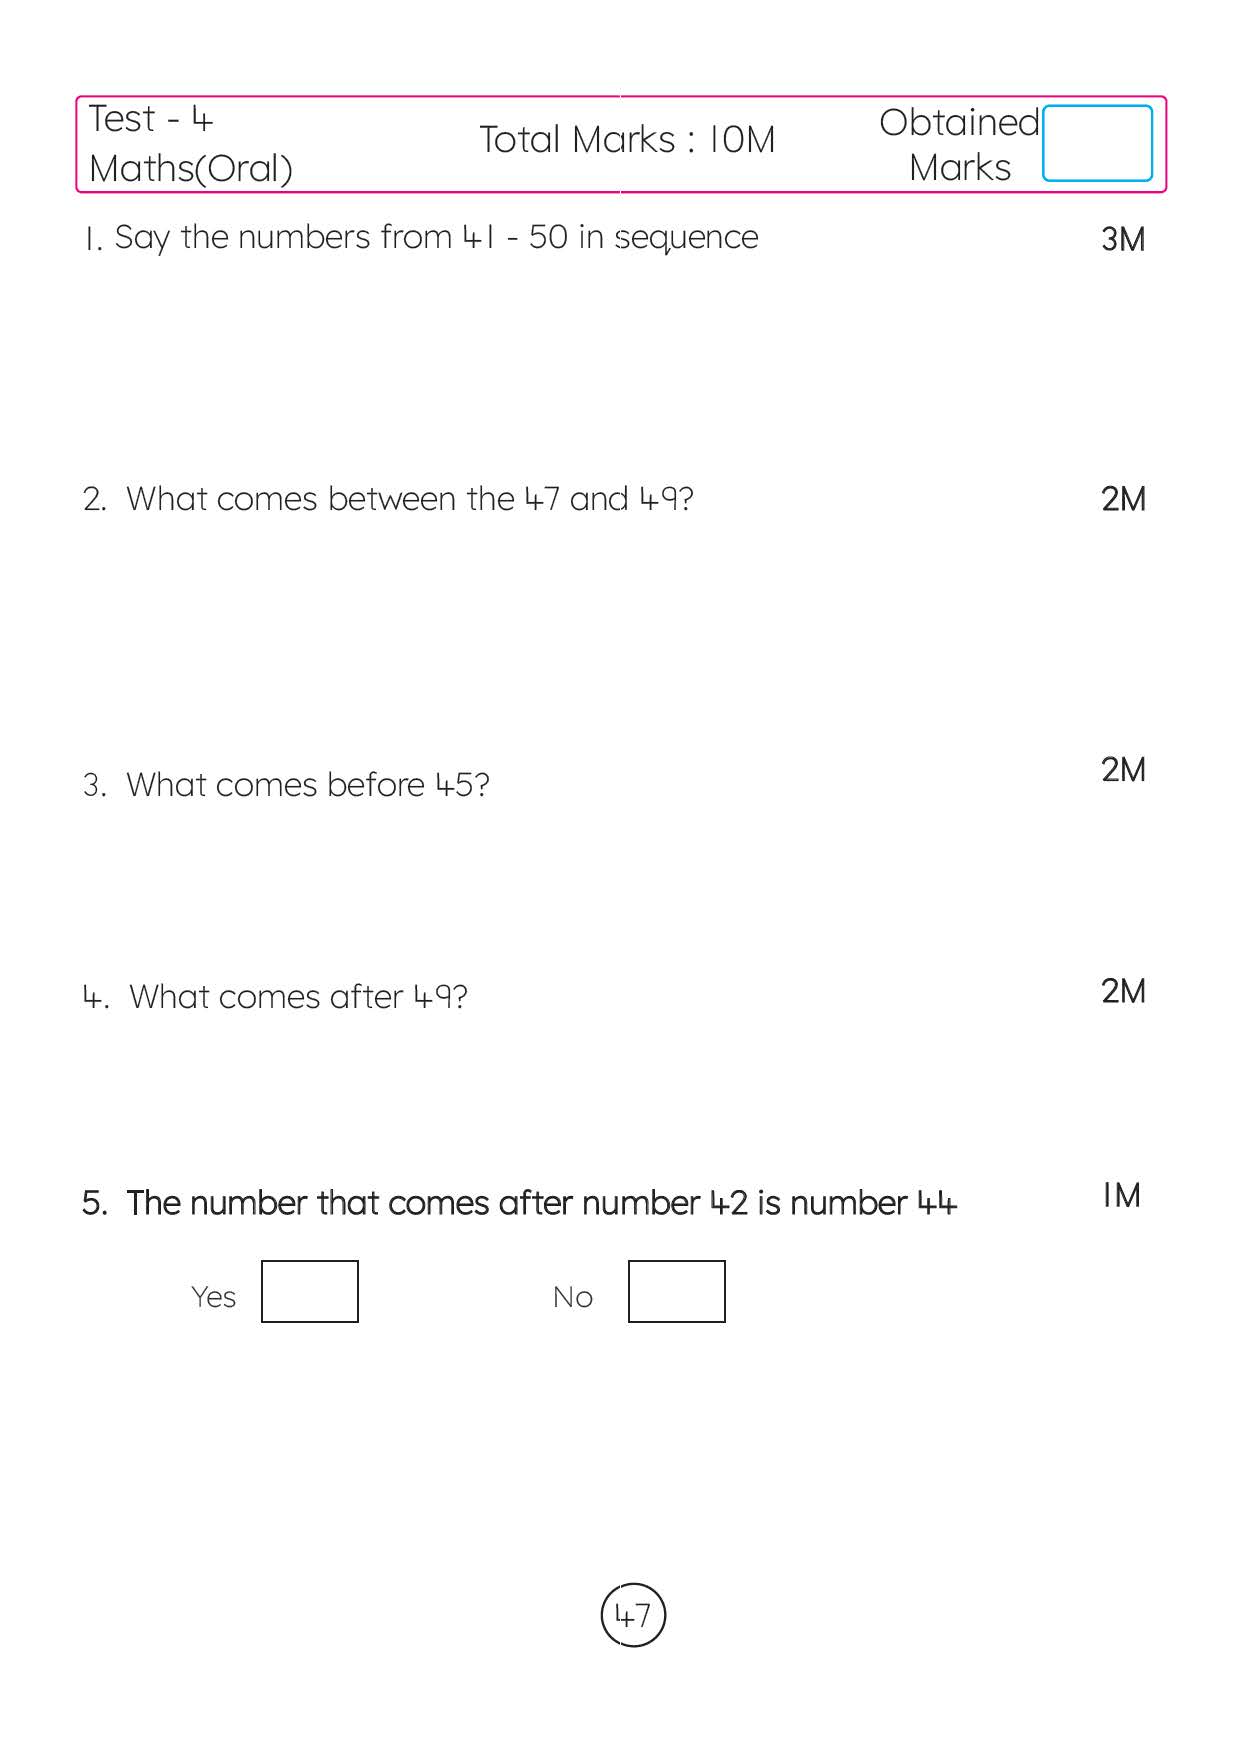 Test - 4
Maths(Oral)
Total Marks : 10M
Obtained
Marks
1. Say the numbers from 41 - 50 in sequence 3M
2. What comes between the 47 and 49? 2M
3. What comes before 45? 2M
4. What comes after 49? 2M
5. The number that comes after number 42 is number 44 1M
Yes No
47